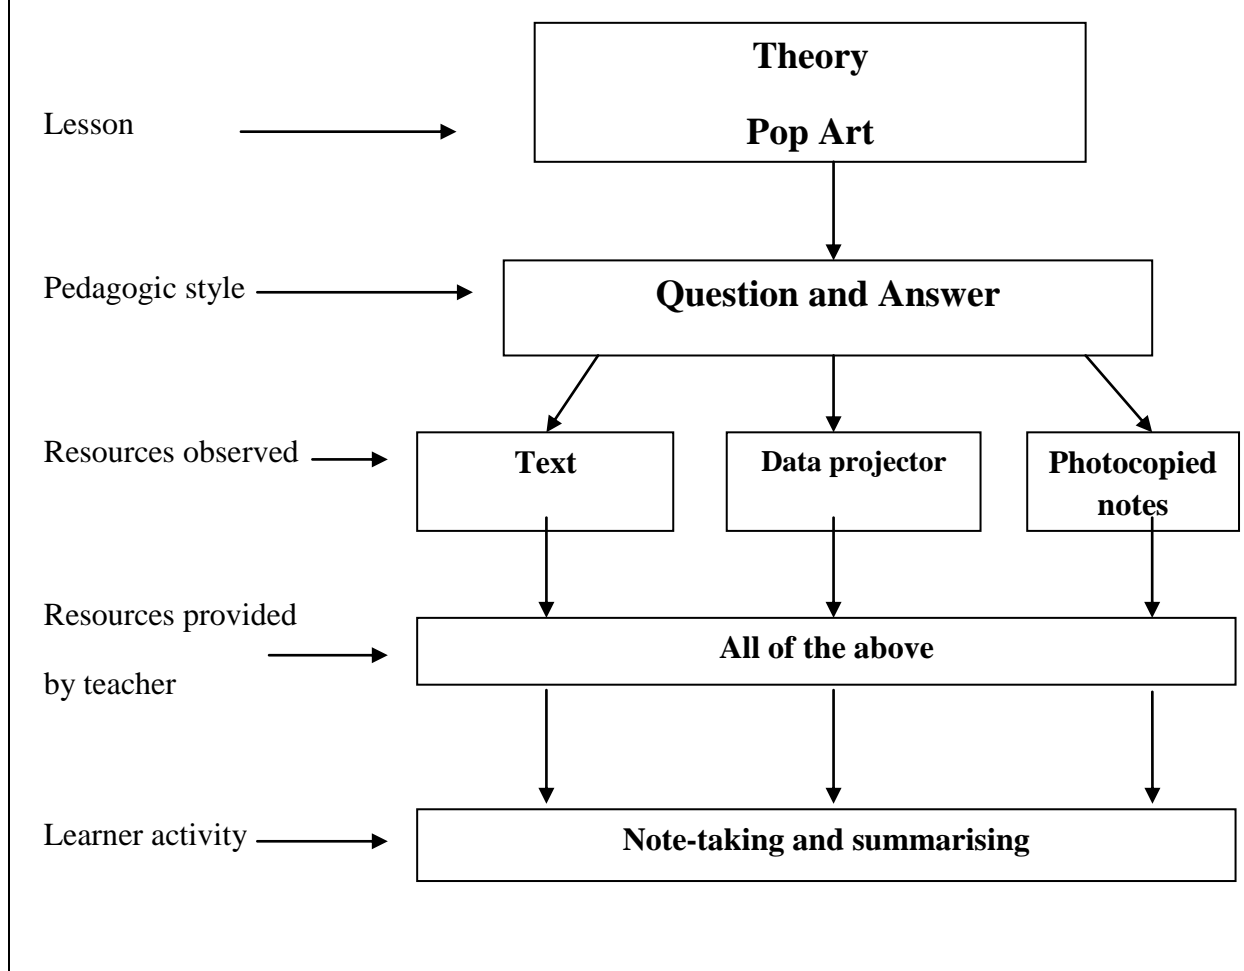 Theory
Lesson
Pop Art
Pedagogic style
Question and Answer
Resources observed
Text
Data projector
Photocopied
notes
Resources provided
by teacher
All of the above
Learner activity
Note-taking and summarising